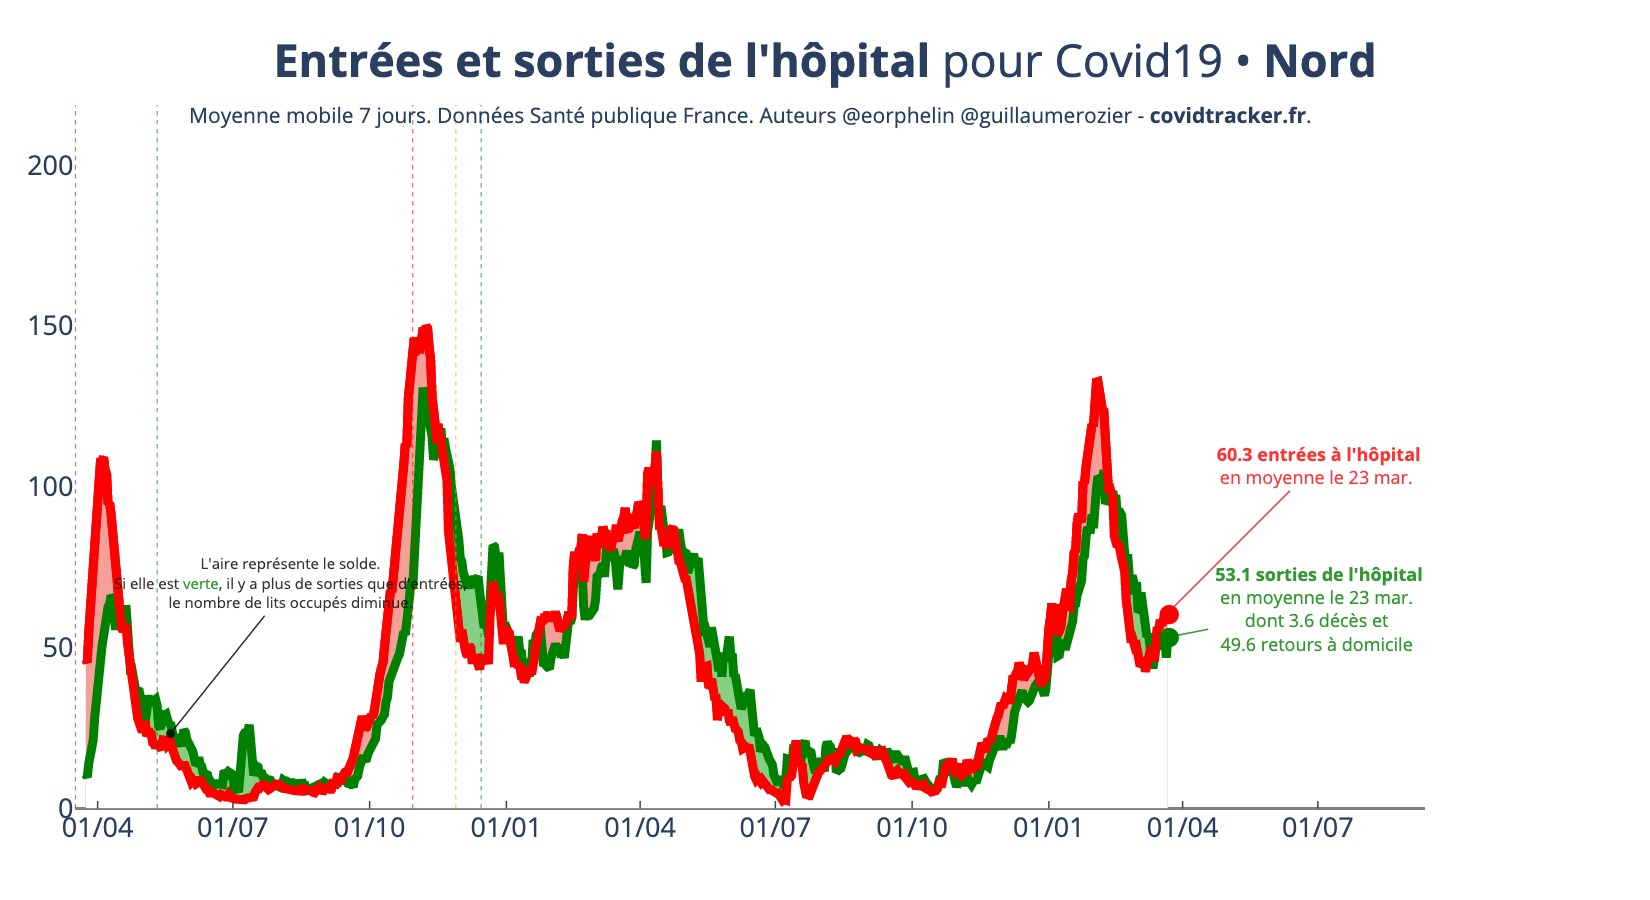 Entrées et sorties de l'hôpital pour Covid19 • Nord
Moyenne mobile 7 jours. Données Santé publique France. Auteurs @eorphelin @guillaumerozier - covidtracker.fr.
200
150
100
50
0
60.3 entrées à l'hôpital
en moyenne le 23 mar.
L'aire représente le solde.
Si elle est verte, il y a plus de sorties que d'entrées,
le nombre de lits occupés diminue.
53.1 sorties de l'hôpital
en moyenne le 23 mar.
dont 3.6 décès et
49.6 retours à domicile
01/04 01/07 01/10 01/01 01/04 01/07 01/10 01/01 01/04 01/07